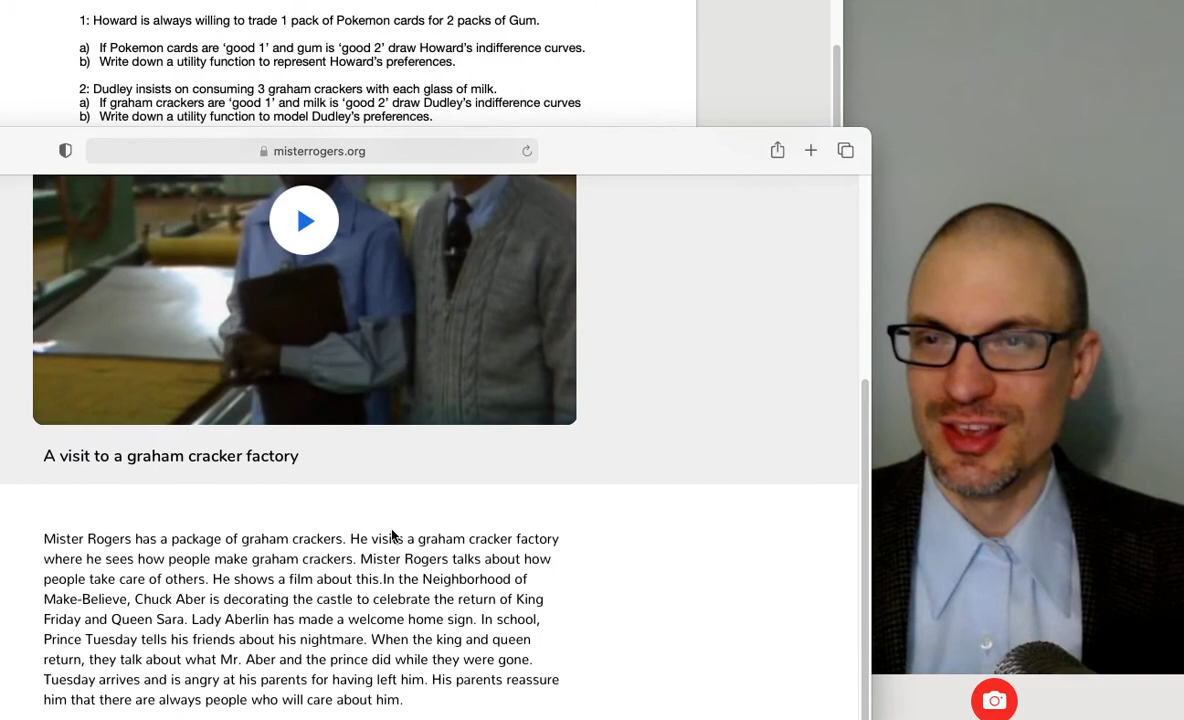 1: Howard is always willing to trade 1 pack of Pokemon cards for 2 packs of Gum.
a) If Pokemon cards are ‘good 1’ and gum is ‘good 2’ draw Howard’s indifference curves.
b) Write down a utility function to represent Howard’s preferences.
2: Dudley insists on consuming 3 graham crackers with each glass of milk.
a) If graham crackers are ‘good 1’ and milk is ‘good 2’ draw Dudley’s indifference curves
b) Write down a utility function to model Dudley’s preferences.
misterrogers.org
A visit to a graham cracker factory
Mister Rogers has a package of graham crackers. He visits a graham cracker factory
where he sees how people make graham crackers. Mister Rogers talks about how
people take care of others. He shows a film about this.In the Neighborhood of
Make-Believe, Chuck Aber is decorating the castle to celebrate the return of King
Friday and Queen Sara. Lady Aberlin has made a welcome home sign. In school,
Prince Tuesday tells his friends about his nightmare. When the king and queen
return, they talk about what Mr. Aber and the prince did while they were gone.
Tuesday arrives and is angry at his parents for having left him. His parents reassure
him that there are always people who will care about him.